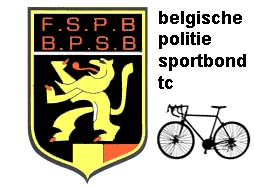 F.S.P.B
B.P.S.B
belgische
politie
sportbond
tc